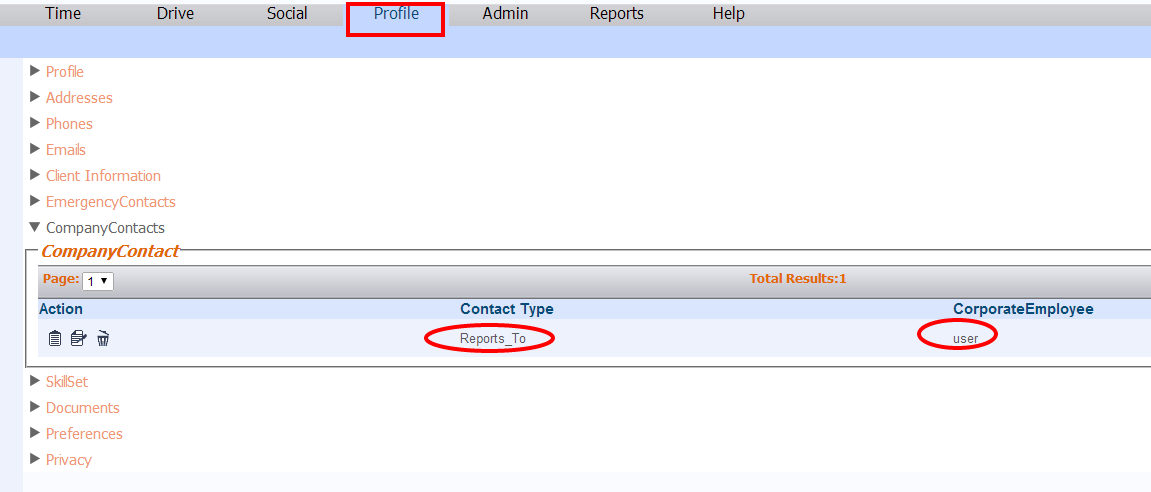 Time Drive Social Profile Admin Reports Help
Profile
Addresses
Phones
Emails
Client Information
EmergencyContacts
CompanyContacts
CompanyContact
Page: 1 Total Results:1
Action Contact Type CorporateEmployee
Reports_To user
SkillSet
Documents
Preferences
Privacy